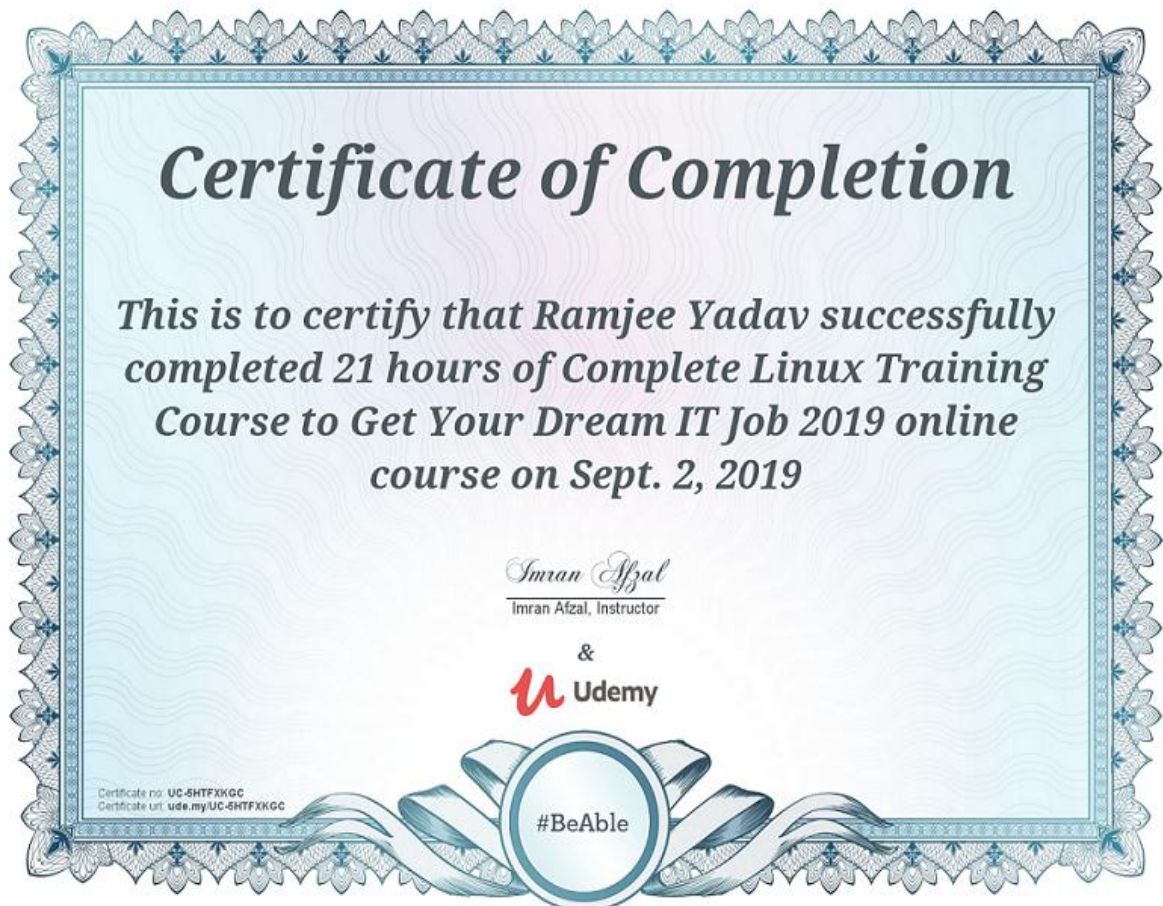 Certificate of Completion
This is to certify that Ramjee Yadav successfully
completed 21 hours of Complete Linux Training
Course to Get Your Dream IT Job 2019 online
course on Sept. 2, 2019
Imran Afzal
Imran Afzal, Instructor
&
Udemy
Certificate no: UC-5HTFXKGC
Certificate url: ude.my/UC-5HTFXKGC
#BeAble